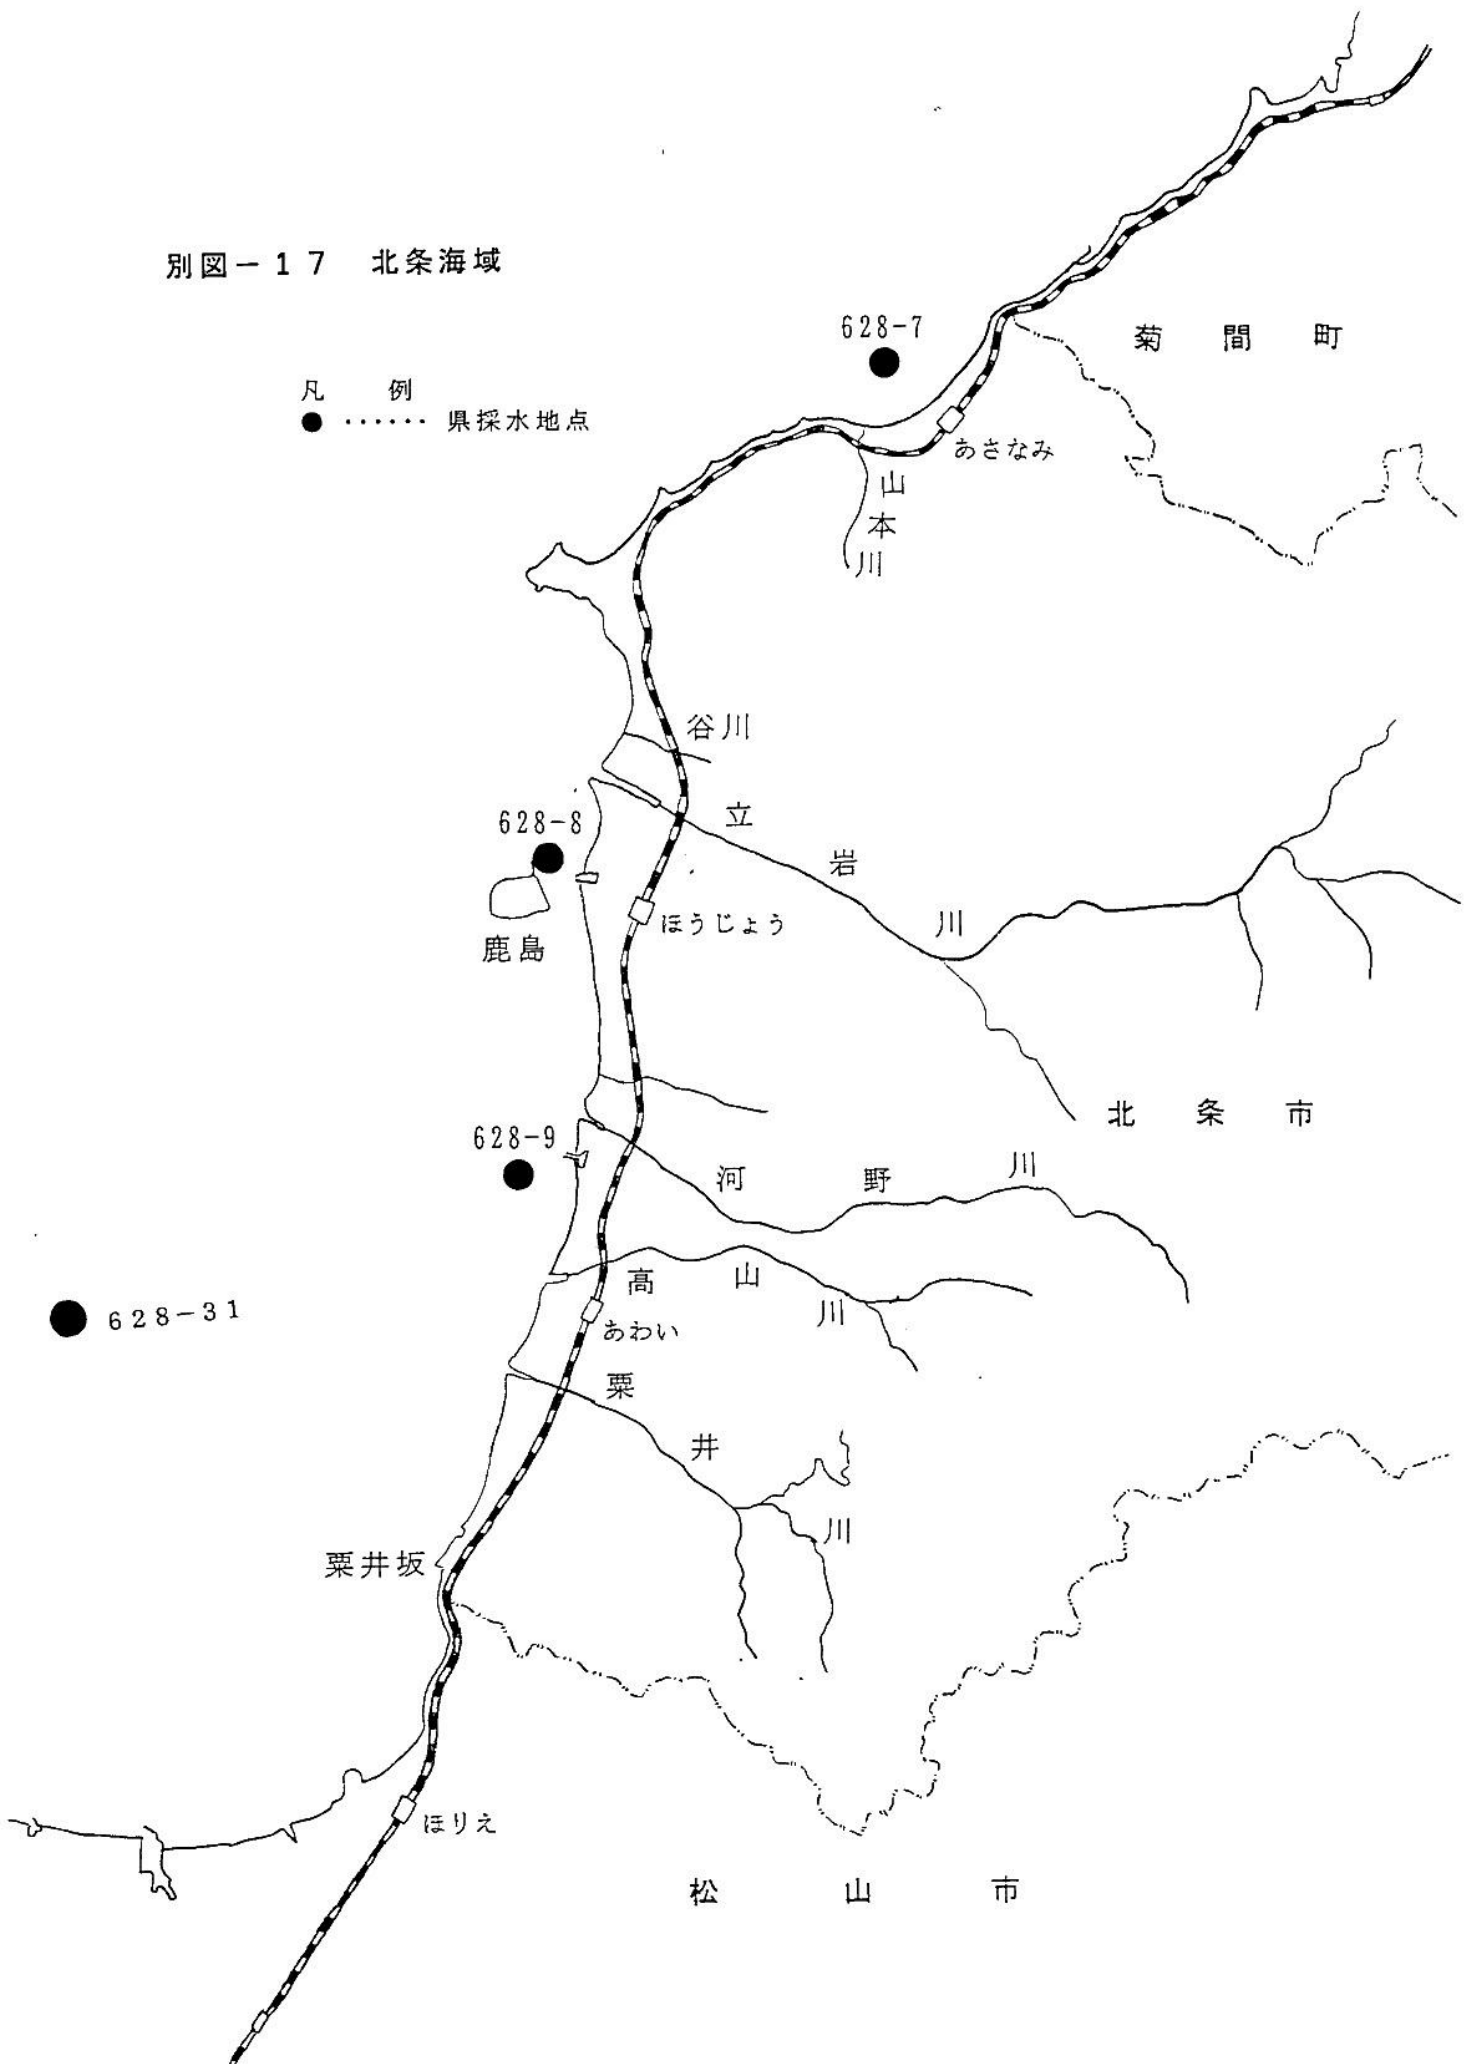 別図－１７　北条海域
628-7
菊間町
凡例
●‥‥‥県採水地点
あさなみ
山本川
谷川
立岩川
628-8
ほうじょう
鹿島
北条市
628-9
河野川
高山川
628-31
あわい
粟井川
粟井坂
ほりえ
松山市